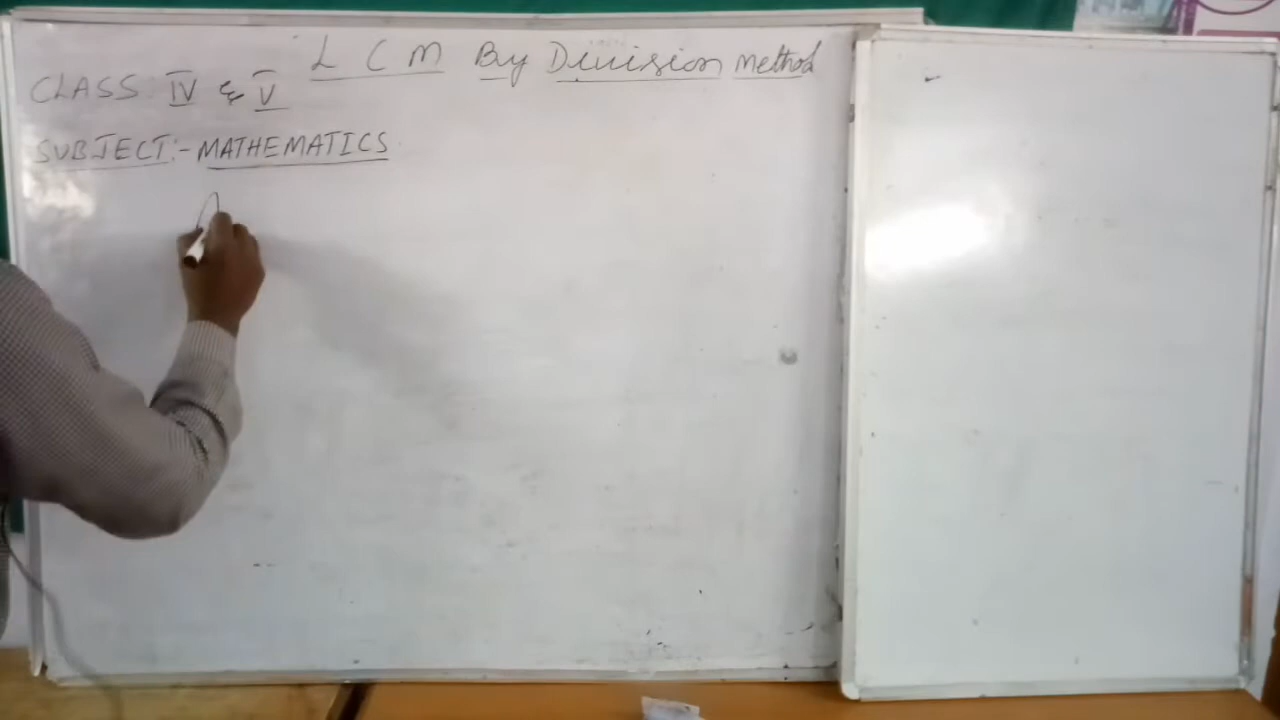 L C M By Division Method
CLASS IV & V
SUBJECT:- MATHEMATICS